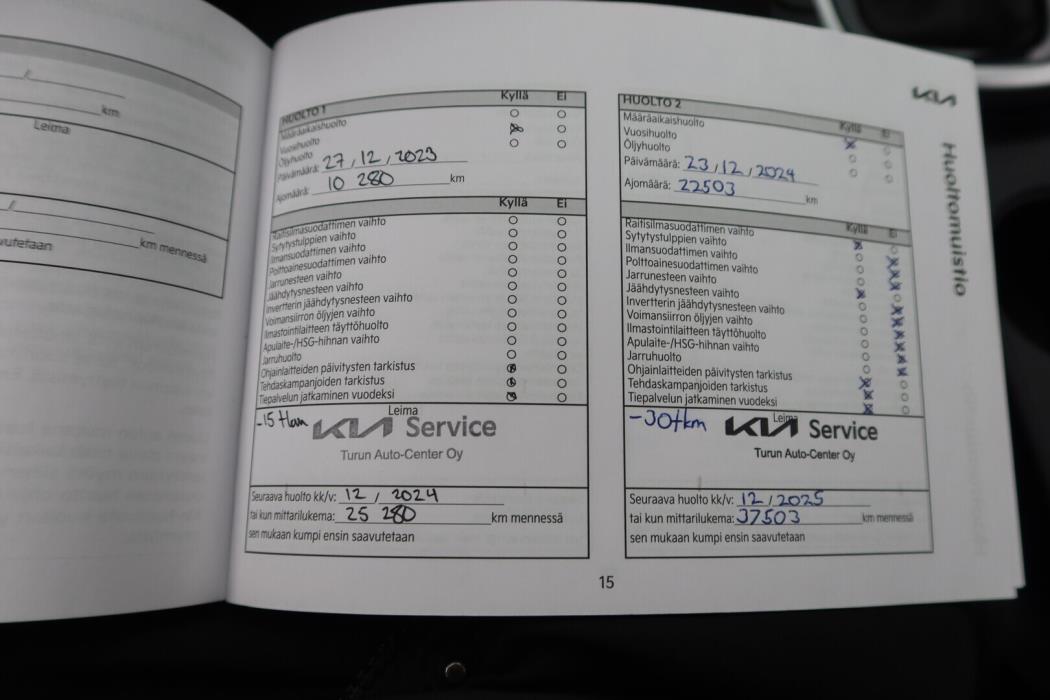 km
Leima
km mennessä
HUOLTO 1 Kyllä Ei
Määräaikaishuolto
Vuosihuolto
Öljyhuolto
Päivämäärä: 27, 12, 2023
Ajomäärä: 10 280 km
Kyllä Ei
Raitisilmasuodattimen vaihto
Sytytystulppien vaihto
Ilmansuodattimen vaihto
Polttoainesuodattimen vaihto
Jarrunesteen vaihto
Jäähdytysnesteen vaihto
Invertterin jäähdytysnesteen vaihto
Voimansiirron öljyjen vaihto
Ilmastointilaitteen täyttöhuolto
Apulaite-/HSG-hihnan vaihto
Jarruhuolto
Ohjainlaitteiden päivitysten tarkistus
Tehdaskampanjoiden tarkistus
Tiepalvelun jatkaminen vuodeksi
Leima
-15 tkm KIA Service
Turun Auto-Center Oy
Seuraava huolto kk/v: 12 / 2024
tai kun mittarilukema: 25 280 km mennessä
sen mukaan kumpi ensin saavutetaan
HUOLTO 2 Kyllä Ei
Määräaikaishuolto
Vuosihuolto
Öljyhuolto
Päivämäärä: 23, 12, 2024
Ajomäärä: 22503 km
Kyllä Ei
Raitisilmasuodattimen vaihto
Sytytystulppien vaihto
Ilmansuodattimen vaihto
Polttoainesuodattimen vaihto
Jarrunesteen vaihto
Jäähdytysnesteen vaihto
Invertterin jäähdytysnesteen vaihto
Voimansiirron öljyjen vaihto
Ilmastointilaitteen täyttöhuolto
Apulaite-/HSG-hihnan vaihto
Jarruhuolto
Ohjainlaitteiden päivitysten tarkistus
Tehdaskampanjoiden tarkistus
Tiepalvelun jatkaminen vuodeksi
Leima
-30tkm KIA Service
Turun Auto-Center Oy
Seuraava huolto kk/v: 12 / 2025
tai kun mittarilukema: 37503 km mennessä
sen mukaan kumpi ensin saavutetaan
KIA
Huoltomuistio
15